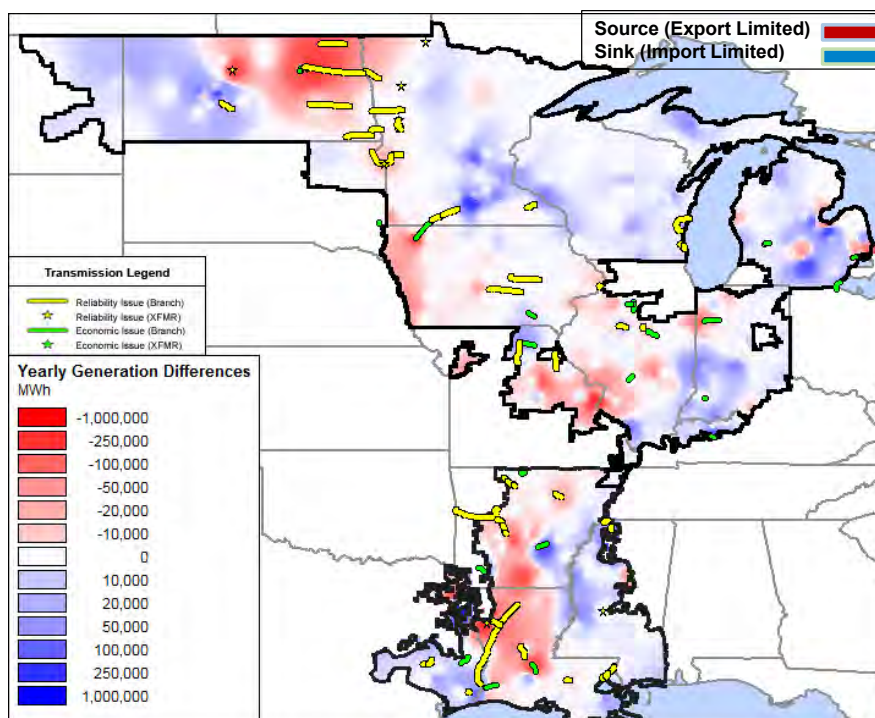 Source (Export Limited)
Sink (Import Limited)
Transmission Legend
Reliability Issue (Branch)
Reliability Issue (XFMR)
Economic Issue (Branch)
Economic Issue (XFMR)
Yearly Generation Differences
MWh
-1,000,000
-250,000
-100,000
-50,000
-20,000
-10,000
0
10,000
20,000
50,000
100,000
250,000
1,000,000